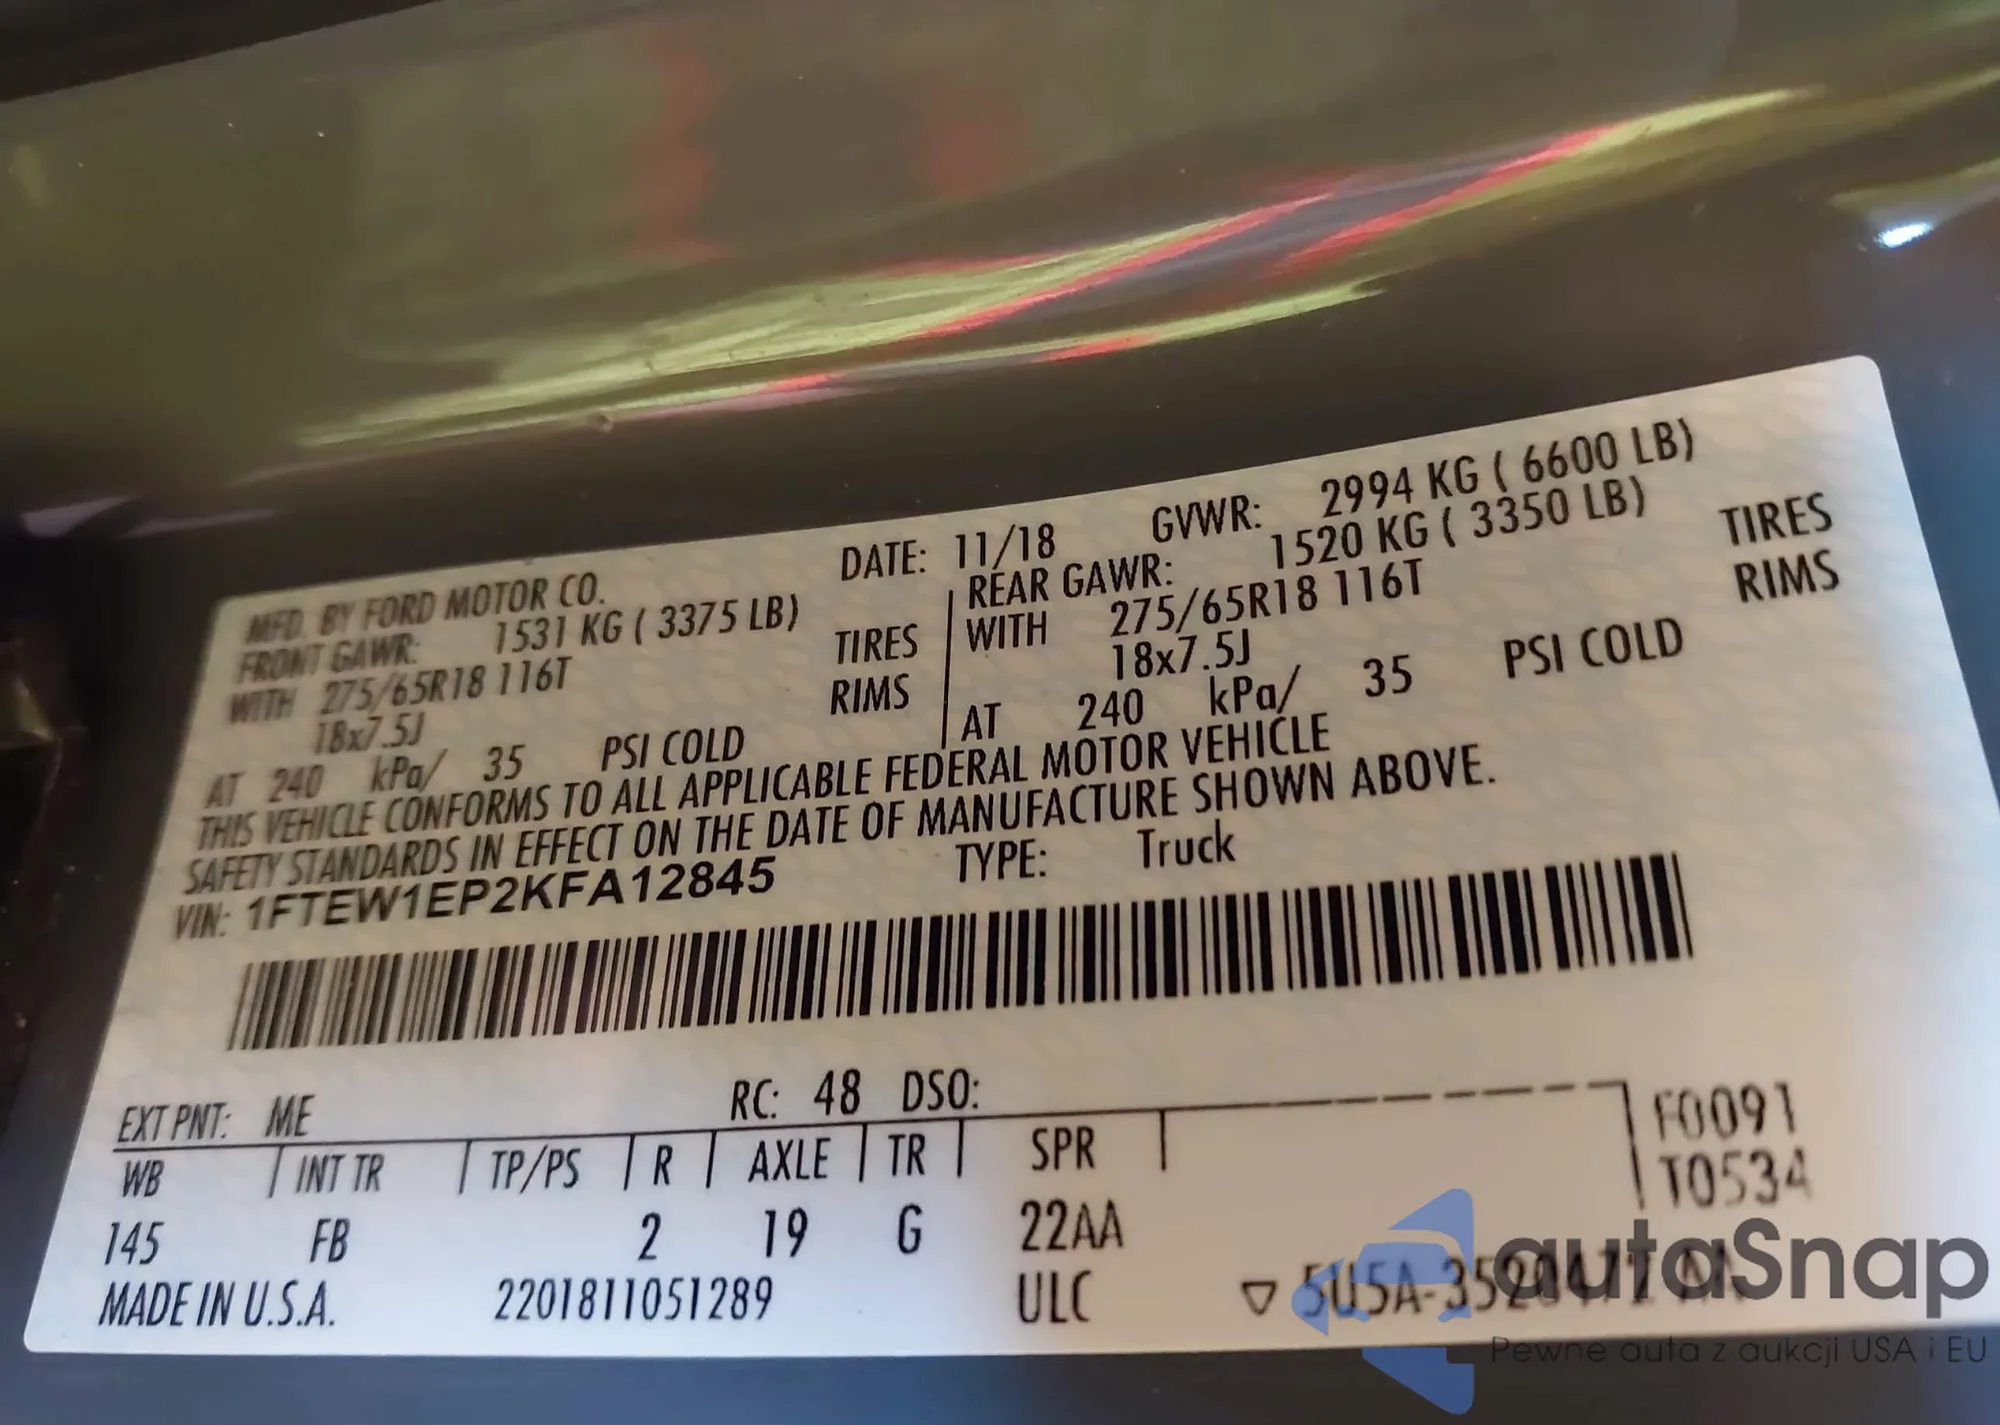 MFD. BY FORD MOTOR CO. DATE: 11/18 GVWR: 2994 KG ( 6600 LB)
FRONT GAWR: 1531 KG ( 3375 LB)
WITH 275/65R18 116T TIRES
18x7.5J RIMS
AT 240 kPa/ 35 PSI COLD
REAR GAWR: 1520 KG ( 3350 LB)
WITH 275/65R18 116T TIRES
18x7.5J RIMS
AT 240 kPa/ 35 PSI COLD
THIS VEHICLE CONFORMS TO ALL APPLICABLE FEDERAL MOTOR VEHICLE
SAFETY STANDARDS IN EFFECT ON THE DATE OF MANUFACTURE SHOWN ABOVE.
VIN: 1FTEW1EP2KFA12845 TYPE: Truck
EXT PNT: ME RC: 48 DSO:
WB INT TR TP/PS R AXLE TR SPR
145 FB 2 19 G 22AA
MADE IN U.S.A. 2201811051289 ULC
F0091
T0534
autaSnap
Pewne auta z aukcji USA i EU